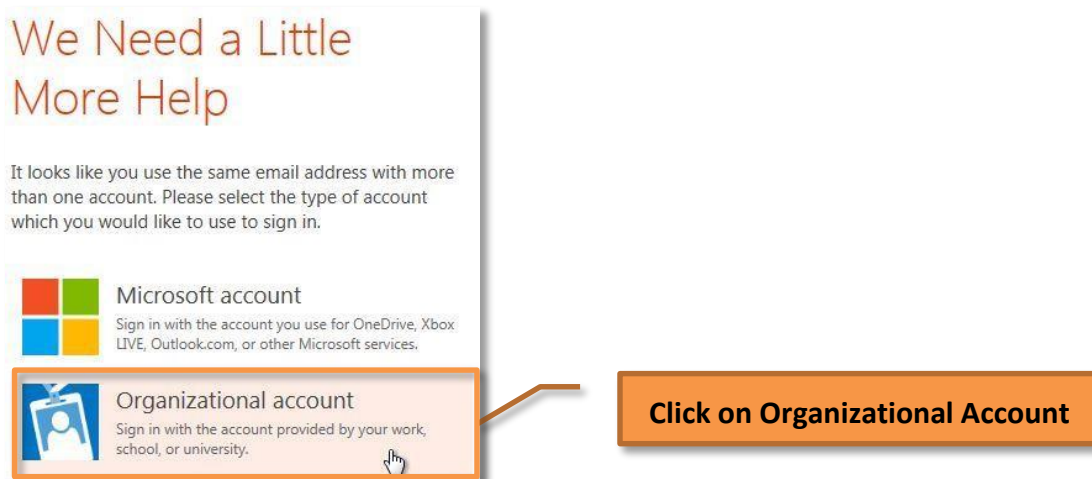 We Need a Little
More Help
It looks like you use the same email address with more
than one account. Please select the type of account
which you would like to use to sign in.
Microsoft account
Sign in with the account you use for OneDrive, Xbox
LIVE, Outlook.com, or other Microsoft services.
Organizational account
Sign in with the account provided by your work,
school, or university.
Click on Organizational Account